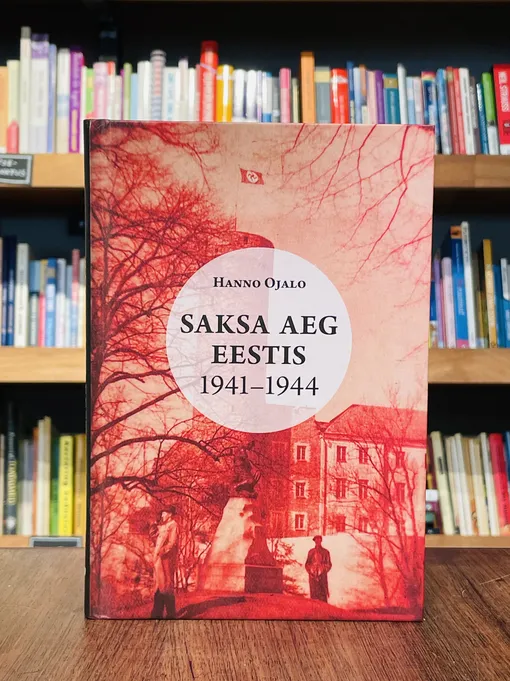 Hanno Ojalo
SAKSA AEG
EESTIS
1941–1944